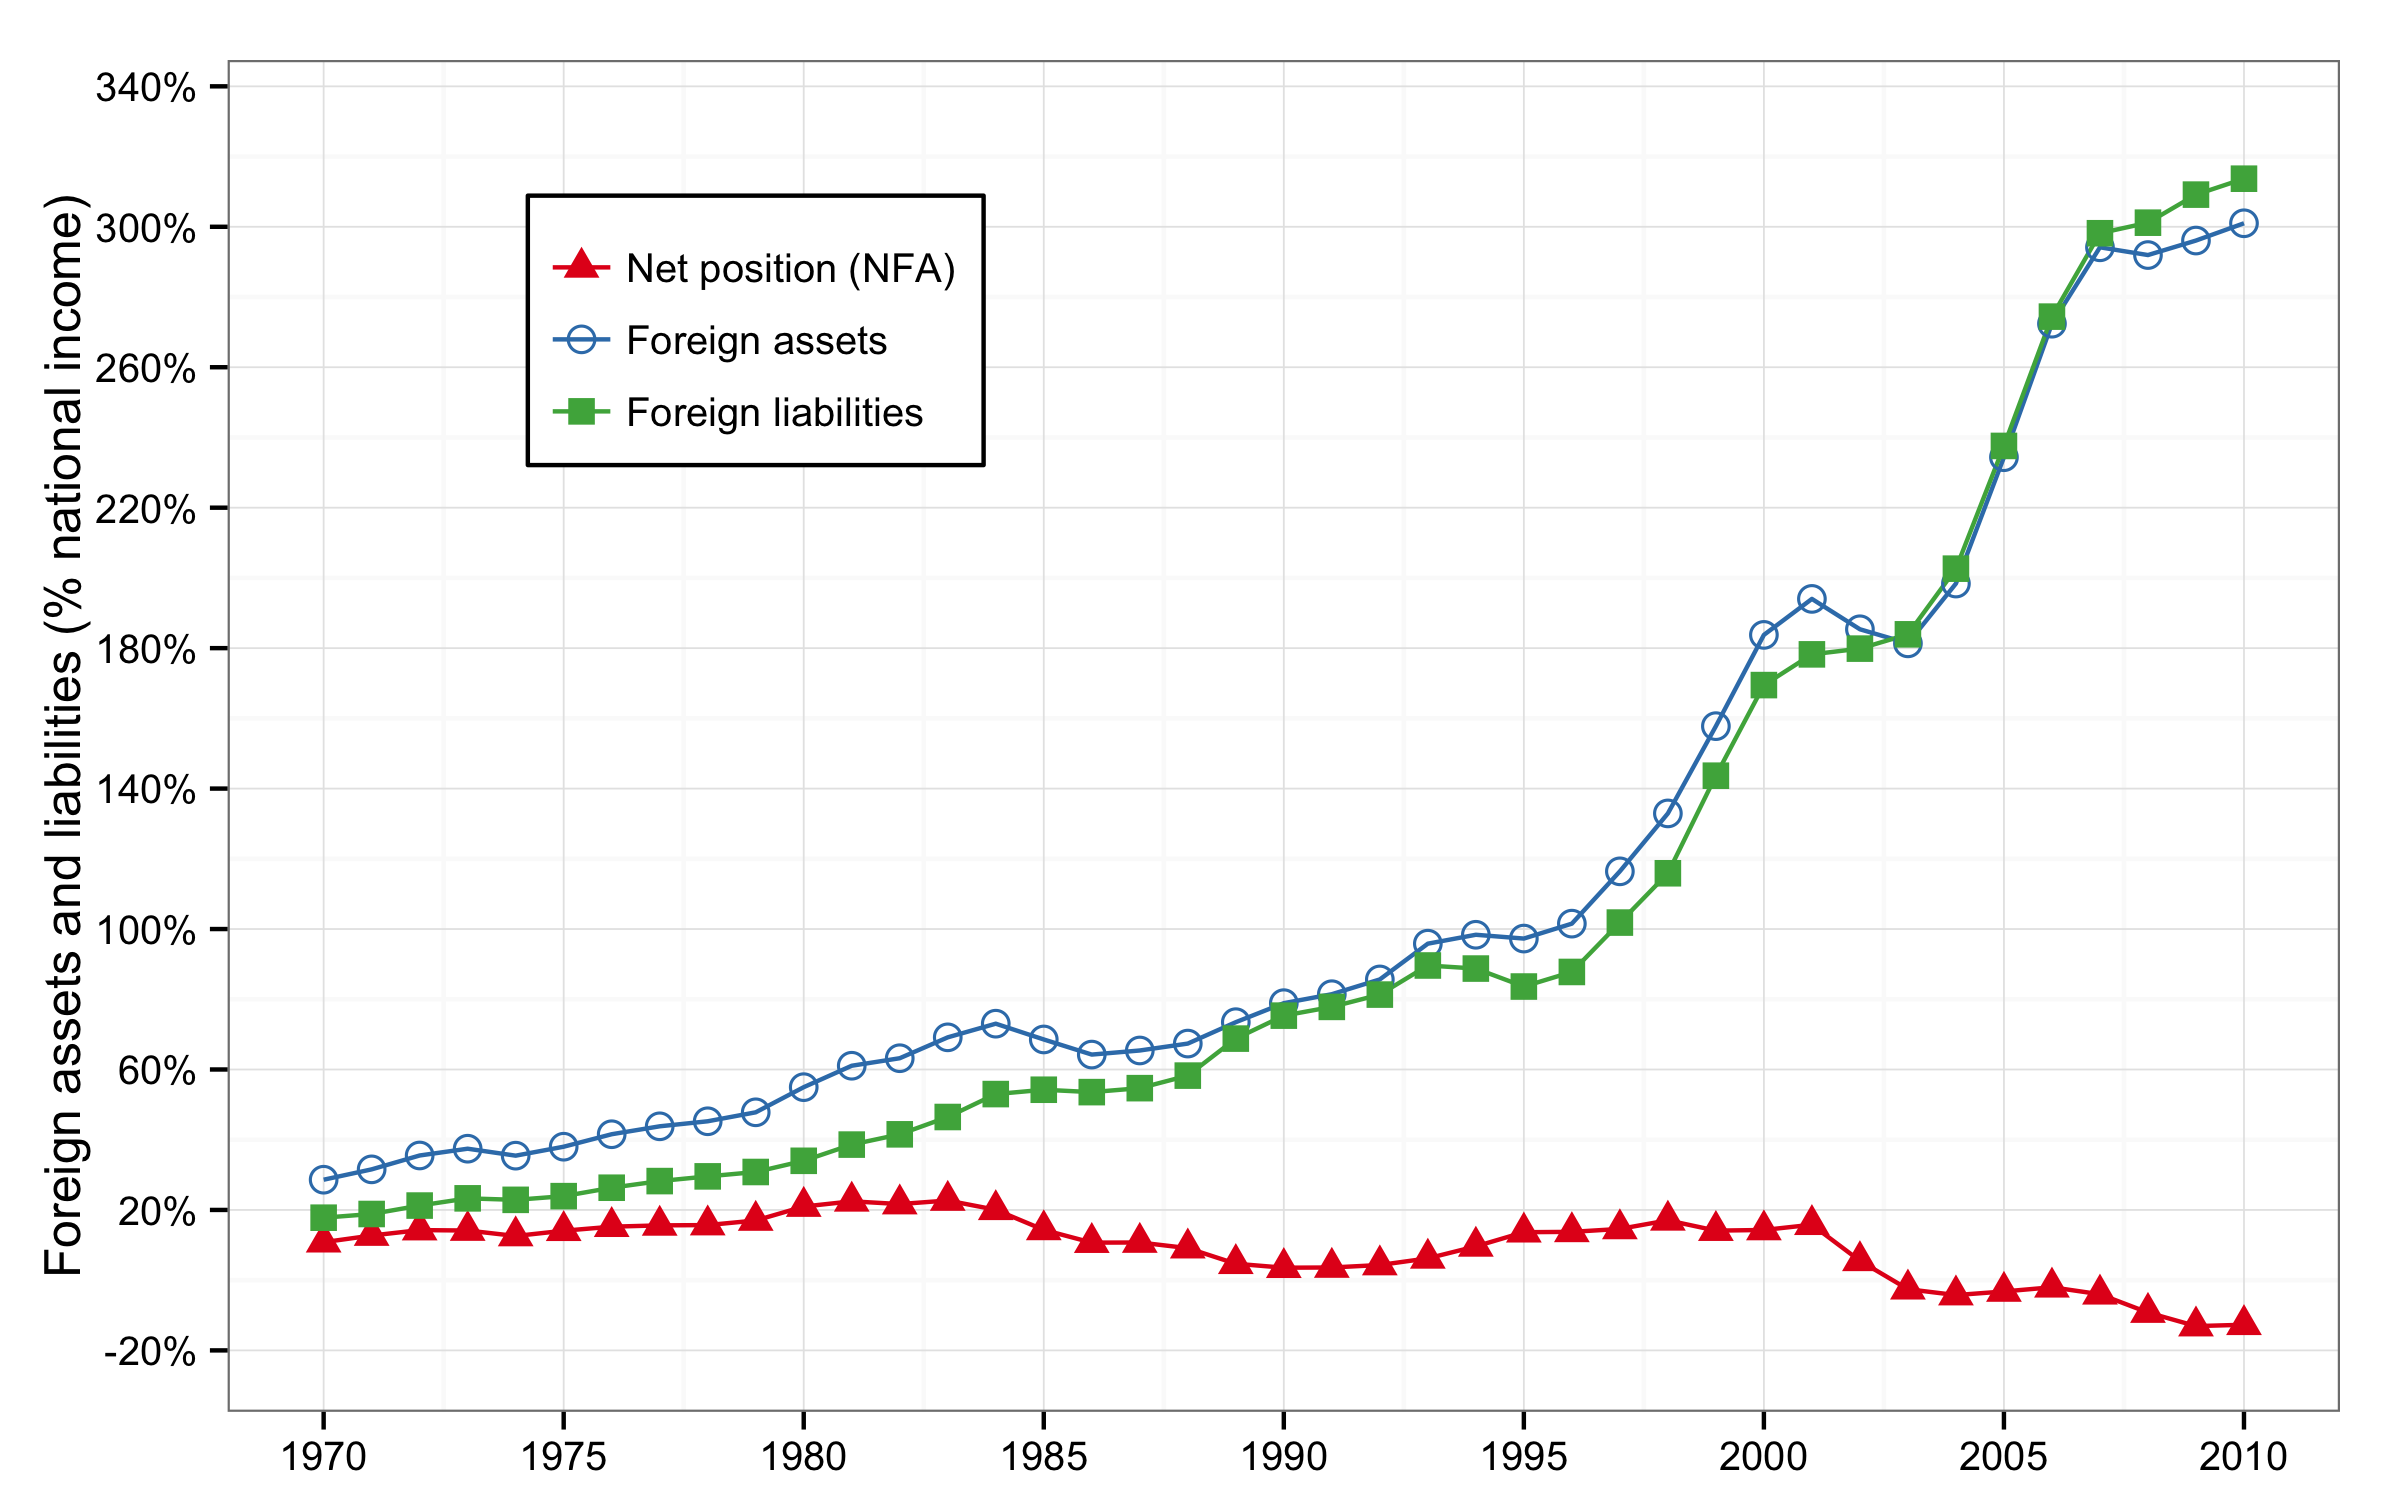 Foreign assets and liabilities (% national income)
340%
300%
260%
220%
180%
140%
100%
60%
20%
-20%
Net position (NFA)
Foreign assets
Foreign liabilities
1970 1975 1980 1985 1990 1995 2000 2005 2010